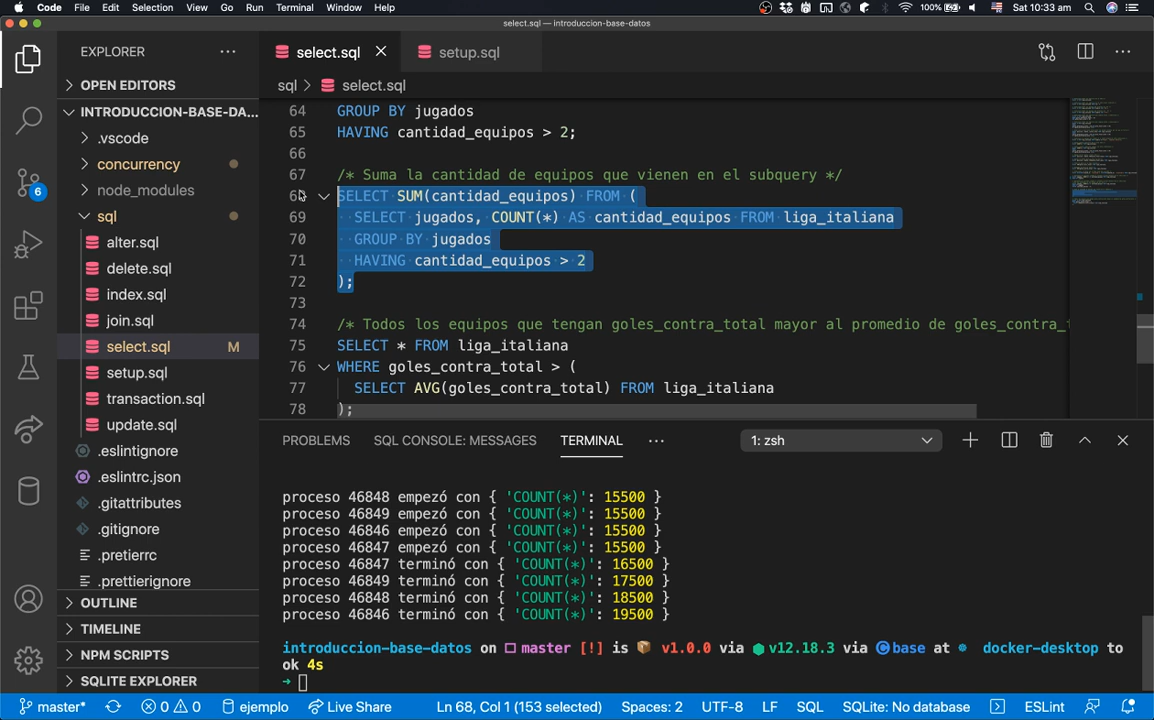 Code File Edit Selection View Go Run Terminal Window Help 100% Sat 10:33 am
select.sql — introduccion-base-datos
EXPLORER
select.sql
setup.sql
OPEN EDITORS
sql > select.sql
INTRODUCCION-BASE-DA...
.vscode
concurrency
node_modules
sql
alter.sql
delete.sql
index.sql
join.sql
select.sql M
setup.sql
transaction.sql
update.sql
.eslintignore
.eslintrc.json
.gitattributes
.gitignore
.pretierrc
.prettierignore
OUTLINE
TIMELINE
NPM SCRIPTS
SQLITE EXPLORER
6
64 GROUP BY jugados
65 HAVING cantidad_equipos > 2;
66
67 /* Suma la cantidad de equipos que vienen en el subquery */
68 SELECT SUM(cantidad_equipos) FROM (
69 SELECT jugados, COUNT(*) AS cantidad_equipos FROM liga_italiana
70 GROUP BY jugados
71 HAVING cantidad_equipos > 2
72 );
73
74 /* Todos los equipos que tengan goles_contra_total mayor al promedio de goles_contra_t
75 SELECT * FROM liga_italiana
76 WHERE goles_contra_total > (
77 SELECT AVG(goles_contra_total) FROM liga_italiana
78 );
PROBLEMS SQL CONSOLE: MESSAGES TERMINAL ... 1: zsh
proceso 46848 empezó con { 'COUNT(*)': 15500 }
proceso 46849 empezó con { 'COUNT(*)': 15500 }
proceso 46846 empezó con { 'COUNT(*)': 15500 }
proceso 46847 empezó con { 'COUNT(*)': 15500 }
proceso 46847 terminó con { 'COUNT(*)': 16500 }
proceso 46849 terminó con { 'COUNT(*)': 17500 }
proceso 46848 terminó con { 'COUNT(*)': 18500 }
proceso 46846 terminó con { 'COUNT(*)': 19500 }
introduccion-base-datos on master [!] is v1.0.0 via v12.18.3 via base at docker-desktop to
ok 4s
➜
master* 0 0 ejemplo Live Share Ln 68, Col 1 (153 selected) Spaces: 2 UTF-8 LF SQL SQLite: No database ESLint